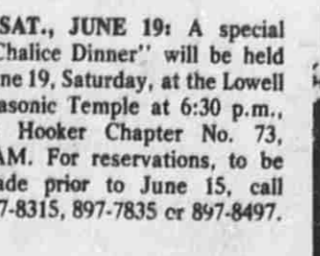 SAT., JUNE 19: A special
Chalice Dinner" will be held
ne 19, Saturday, at the Lowell
asonic Temple at 6:30 p.m.,
Hooker Chapter No. 73,
AM. For reservations, to be
ade prior to June 15, call
7-8315, 897-7835 or 897-8497.